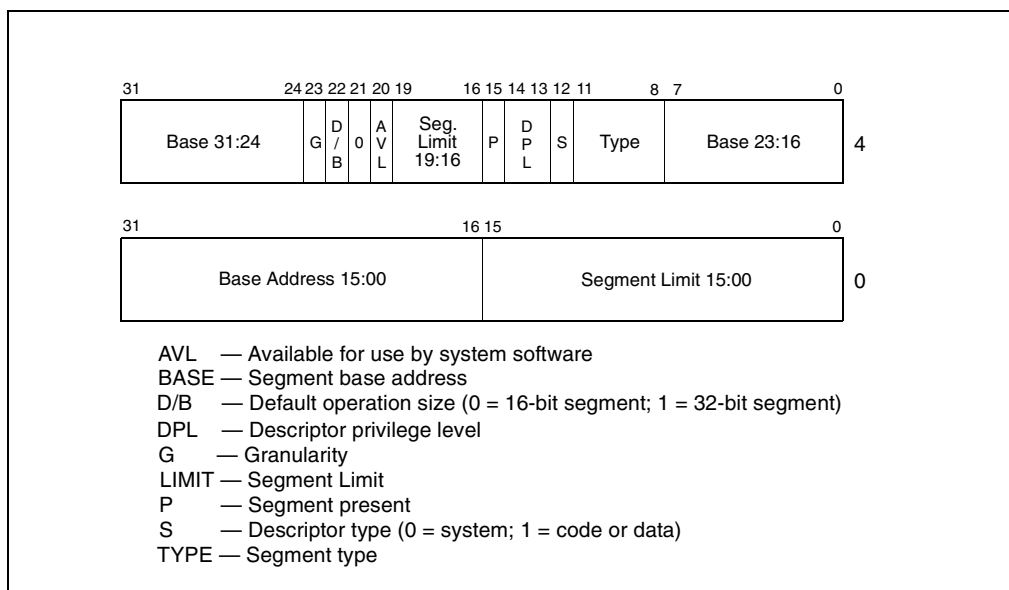 31 24 23 22 21 20 19 16 15 14 13 12 11 8 7 0
Base 31:24 G D/B 0 AVL Seg. Limit 19:16 P DPL S Type Base 23:16 4
31 16 15 0
Base Address 15:00 Segment Limit 15:00 0
AVL — Available for use by system software
BASE — Segment base address
D/B — Default operation size (0 = 16-bit segment; 1 = 32-bit segment)
DPL — Descriptor privilege level
G — Granularity
LIMIT — Segment Limit
P — Segment present
S — Descriptor type (0 = system; 1 = code or data)
TYPE — Segment type